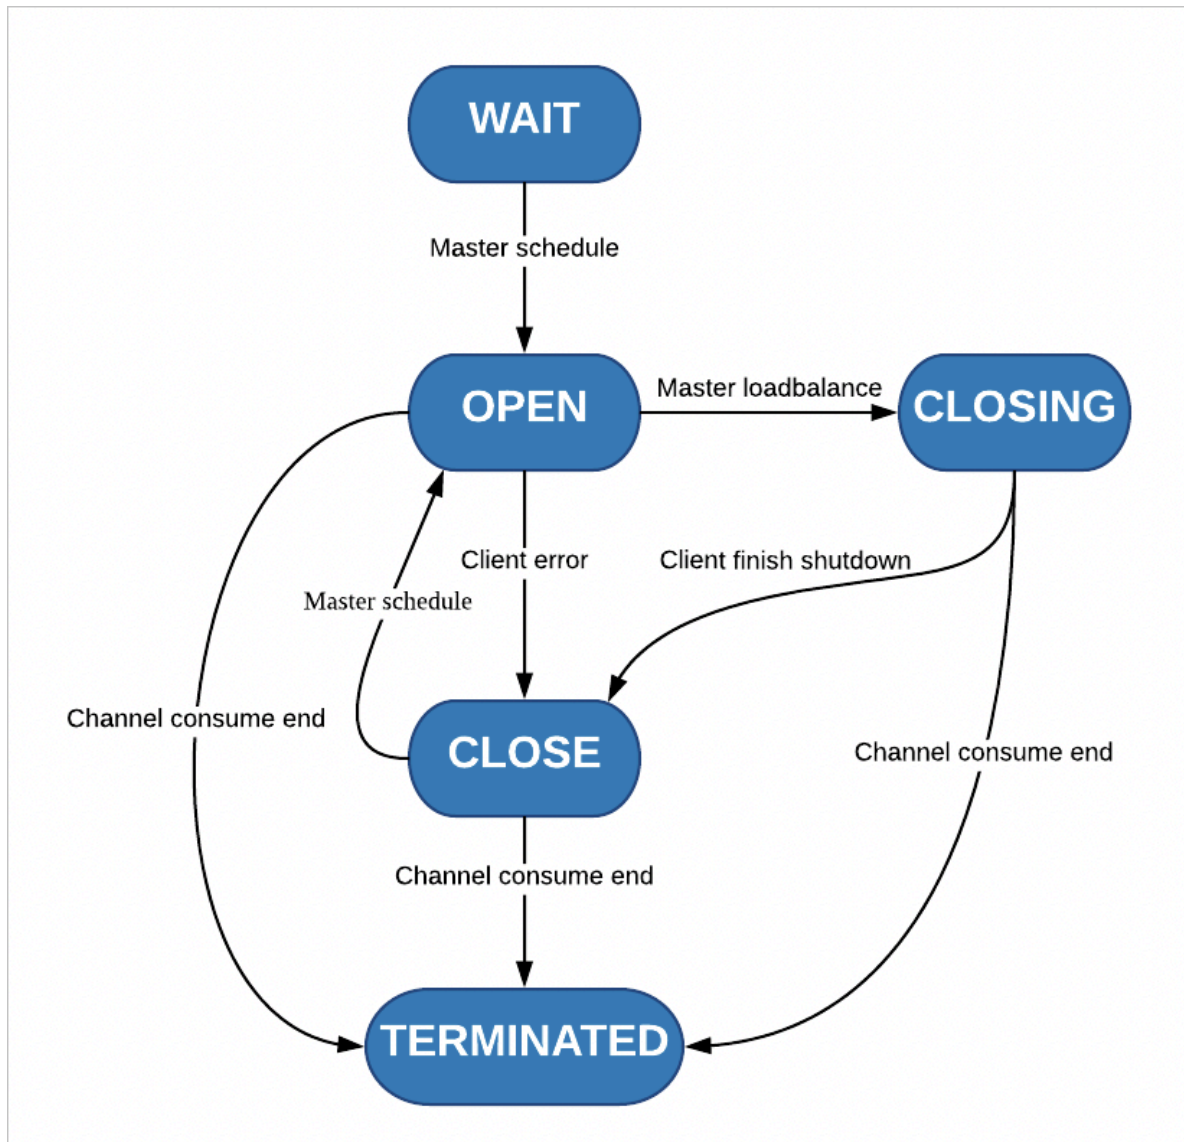 WAIT
Master schedule
OPEN
Master loadbalance
CLOSING
Client error
Client finish shutdown
Master schedule
Channel consume end
CLOSE
Channel consume end
Channel consume end
TERMINATED